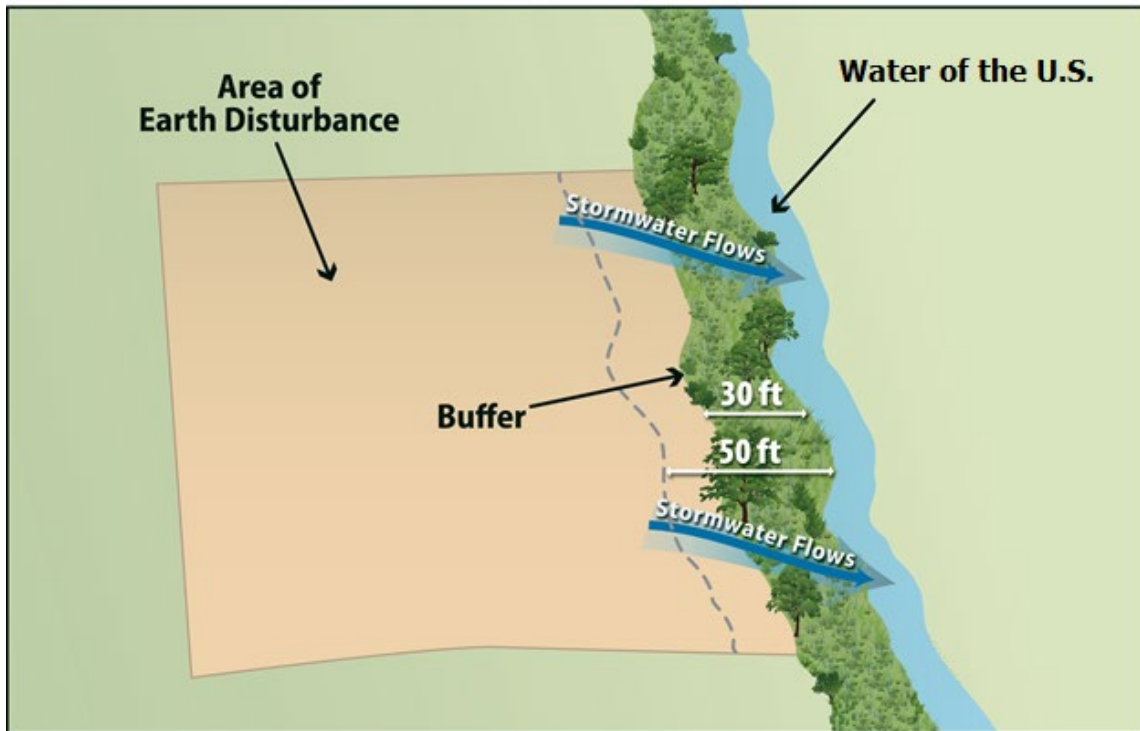 Area of
Earth Disturbance
Water of the U.S.
Stormwater Flows
Buffer
30 ft
50 ft
Stormwater Flows